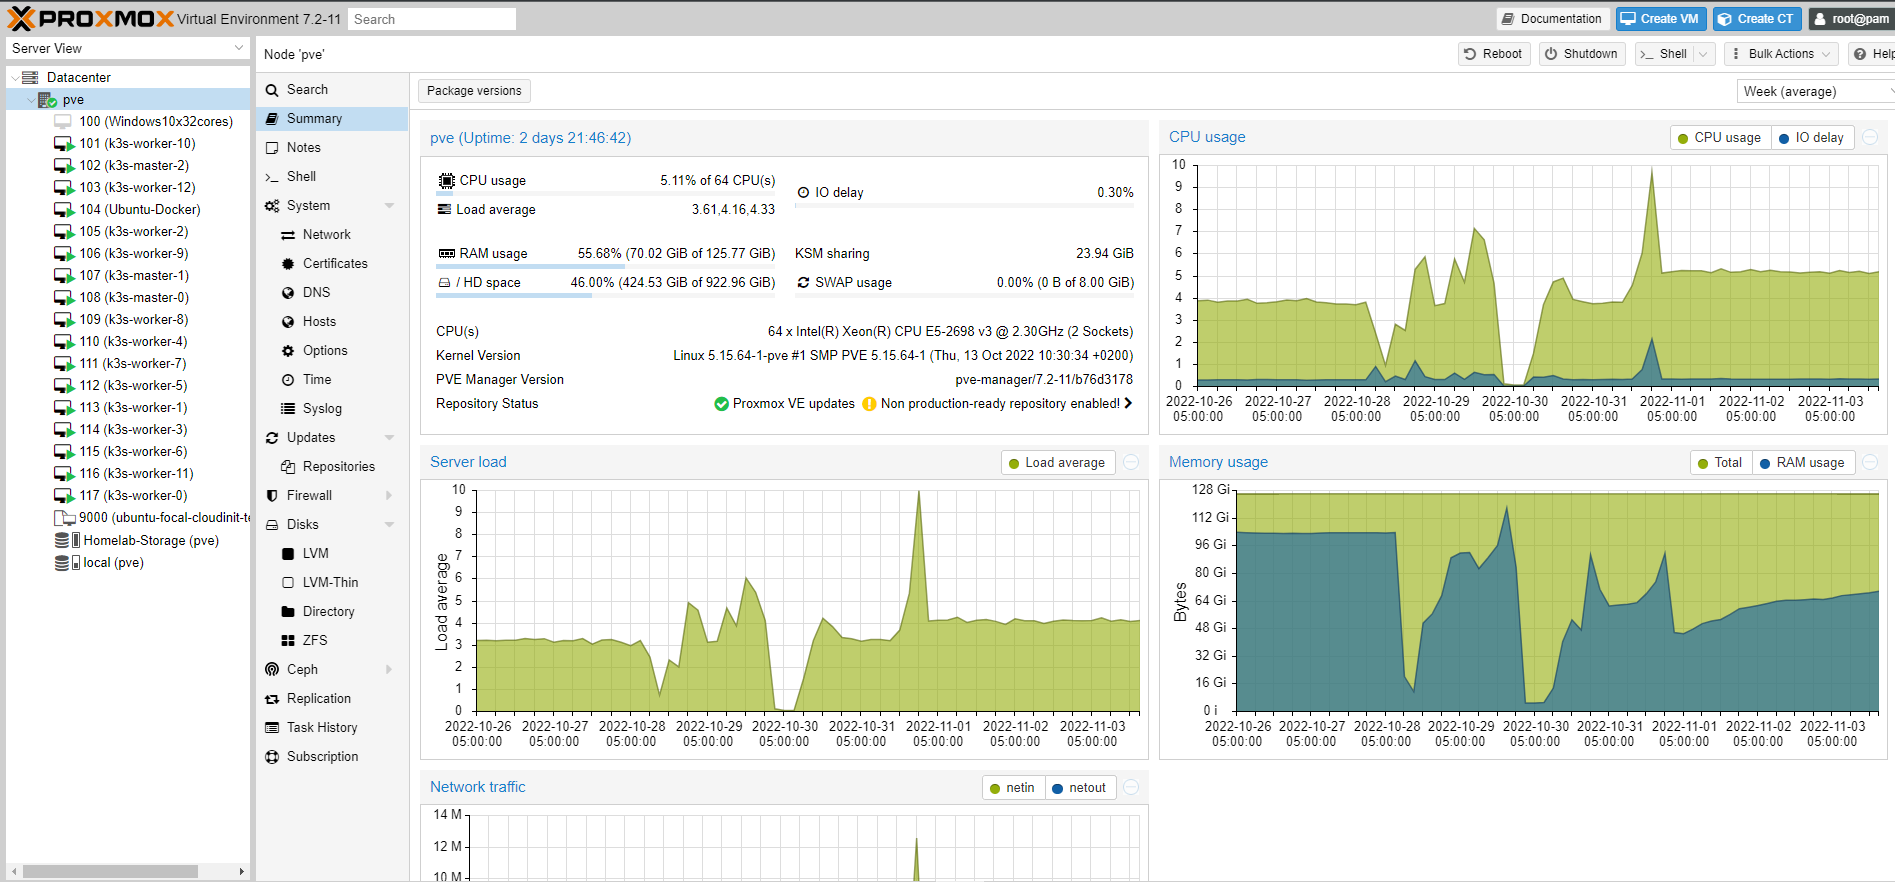 PROXMOX Virtual Environment 7.2-11 Search
Documentation Create VM Create CT root@pam
Server View
Datacenter
pve
100 (Windows10x32cores)
101 (k3s-worker-10)
102 (k3s-master-2)
103 (k3s-worker-12)
104 (Ubuntu-Docker)
105 (k3s-worker-2)
106 (k3s-worker-9)
107 (k3s-master-1)
108 (k3s-master-0)
109 (k3s-worker-8)
110 (k3s-worker-4)
111 (k3s-worker-7)
112 (k3s-worker-5)
113 (k3s-worker-1)
114 (k3s-worker-3)
115 (k3s-worker-6)
116 (k3s-worker-11)
117 (k3s-worker-0)
9000 (ubuntu-focal-cloudinit-te
Homelab-Storage (pve)
local (pve)
Node 'pve'
Reboot Shutdown Shell Bulk Actions Help
Search
Summary
Notes
Shell
System
Network
Certificates
DNS
Hosts
Options
Time
Syslog
Updates
Repositories
Firewall
Disks
LVM
LVM-Thin
Directory
ZFS
Ceph
Replication
Task History
Subscription
Package versions
Week (average)
pve (Uptime: 2 days 21:46:42)
CPU usage 5.11% of 64 CPU(s)
IO delay 0.30%
Load average 3.61,4.16,4.33
RAM usage 55.68% (70.02 GiB of 125.77 GiB)
KSM sharing 23.94 GiB
/ HD space 46.00% (424.53 GiB of 922.96 GiB)
SWAP usage 0.00% (0 B of 8.00 GiB)
CPU(s) 64 x Intel(R) Xeon(R) CPU E5-2698 v3 @ 2.30GHz (2 Sockets)
Kernel Version Linux 5.15.64-1-pve #1 SMP PVE 5.15.64-1 (Thu, 13 Oct 2022 10:30:34 +0200)
PVE Manager Version pve-manager/7.2-11/b76d3178
Repository Status Proxmox VE updates Non production-ready repository enabled!
CPU usage
CPU usage IO delay
10
9
8
7
6
5
4
3
2
1
0
2022-10-26 2022-10-27 2022-10-28 2022-10-29 2022-10-30 2022-10-31 2022-11-01 2022-11-02 2022-11-03
05:00:00 05:00:00 05:00:00 05:00:00 05:00:00 05:00:00 05:00:00 05:00:00 05:00:00
Server load
Load average
Load average
10
9
8
7
6
5
4
3
2
1
0
2022-10-26 2022-10-27 2022-10-28 2022-10-29 2022-10-30 2022-10-31 2022-11-01 2022-11-02 2022-11-03
05:00:00 05:00:00 05:00:00 05:00:00 05:00:00 05:00:00 05:00:00 05:00:00 05:00:00
Memory usage
Total RAM usage
Bytes
128 Gi
112 Gi
96 Gi
80 Gi
64 Gi
48 Gi
32 Gi
16 Gi
0 i
2022-10-26 2022-10-27 2022-10-28 2022-10-29 2022-10-30 2022-10-31 2022-11-01 2022-11-02 2022-11-03
05:00:00 05:00:00 05:00:00 05:00:00 05:00:00 05:00:00 05:00:00 05:00:00 05:00:00
Network traffic
netin netout
14 M
12 M
10 M